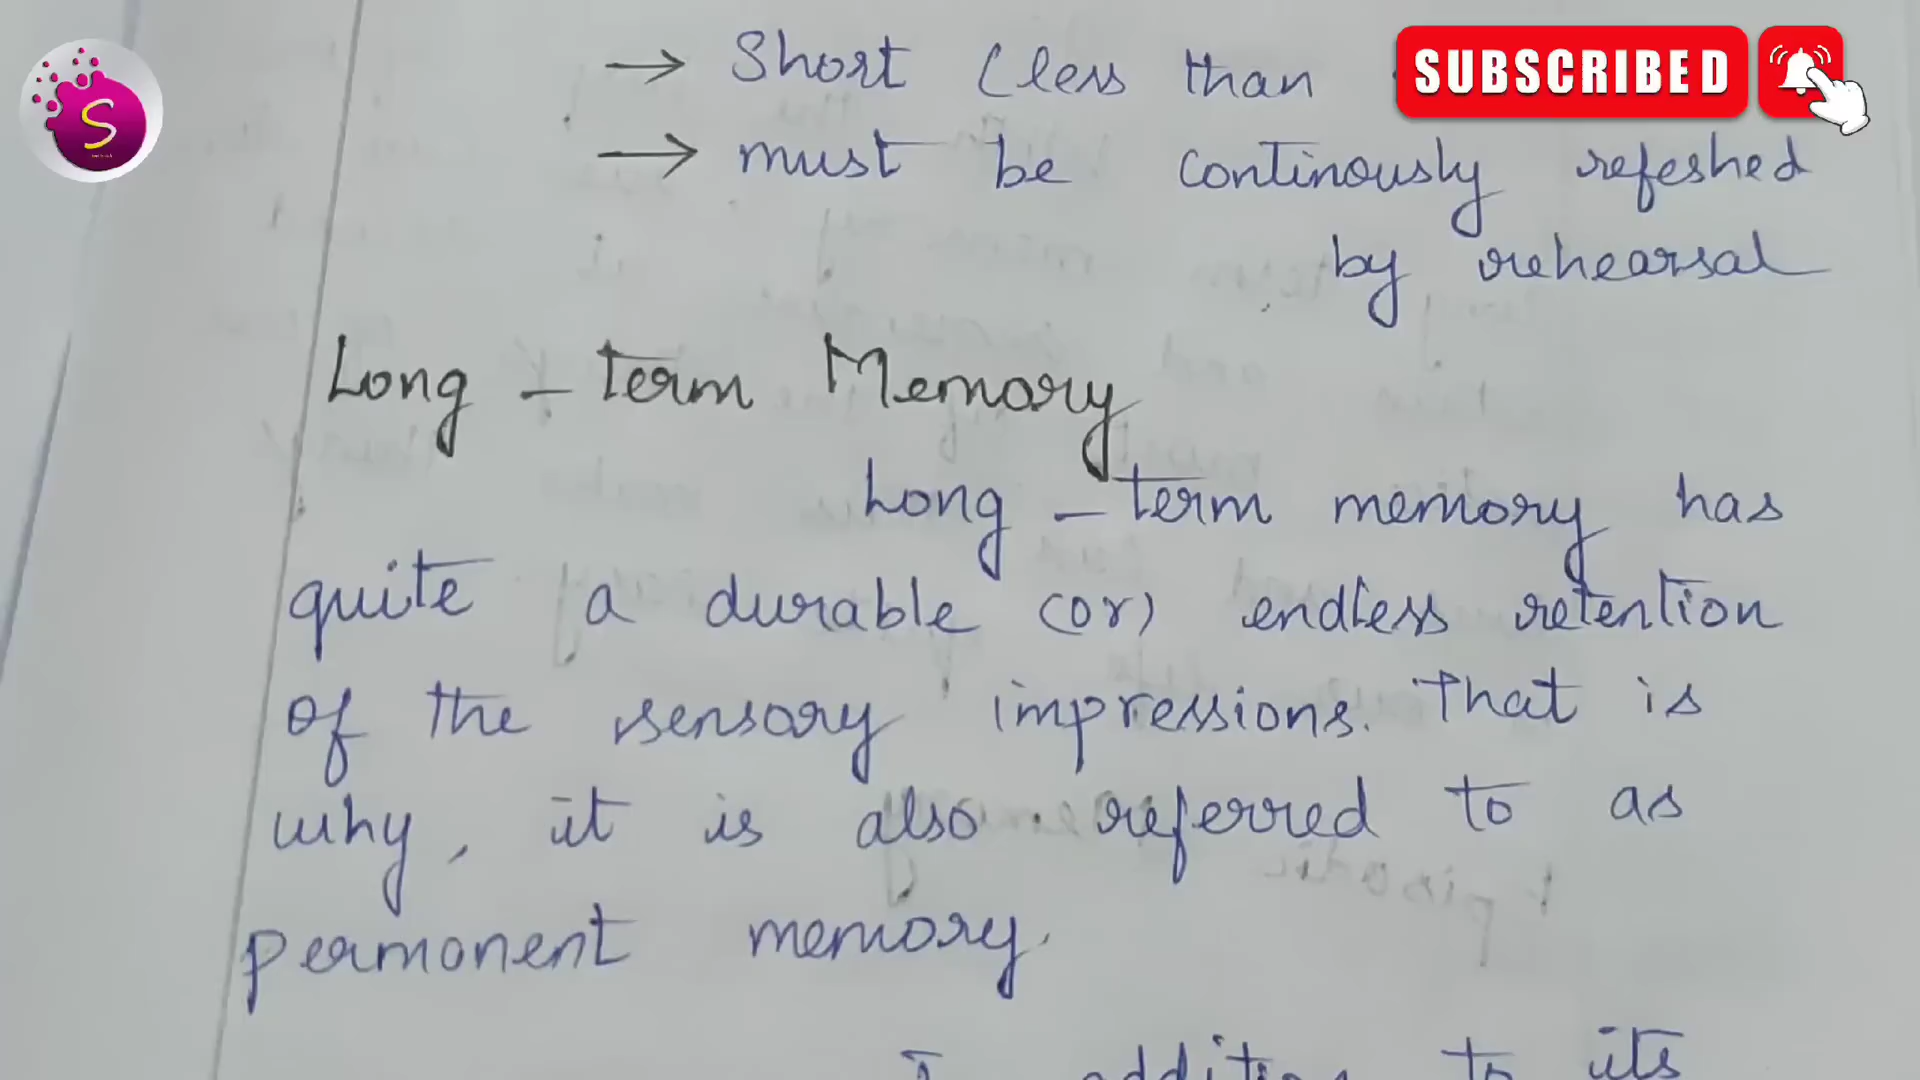 → Short (less than
SUBSCRIBED
→ must be continously refeshed
by rehearsal
Long - term Memory
Long - term memory has
quite a durable (or) endless retention
of the sensory impressions. That is
why, it is also referred to as
permonent memory.
addition to its
S